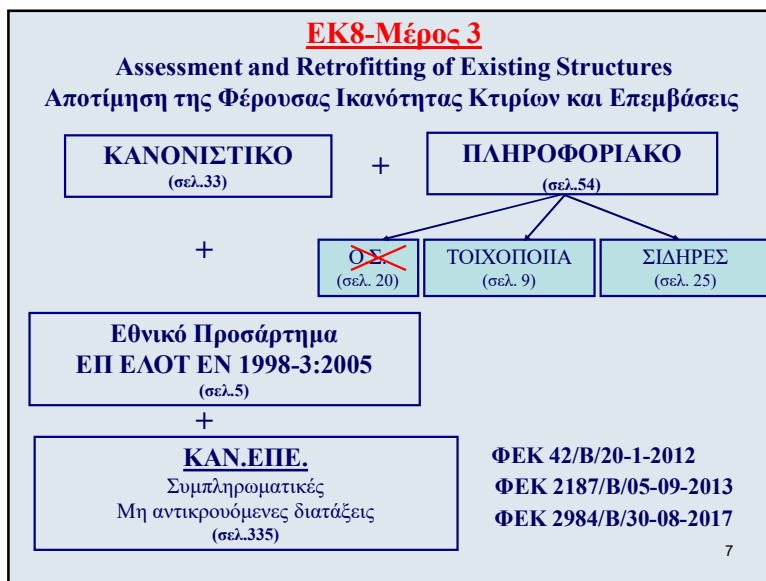 ΕΚ8-Μέρος 3
Assessment and Retrofitting of Existing Structures
Αποτίμηση της Φέρουσας Ικανότητας Κτιρίων και Επεμβάσεις
ΚΑΝΟΝΙΣΤΙΚΟ
(σελ.33)
+
ΠΛΗΡΟΦΟΡΙΑΚΟ
(σελ.54)
+
Ο.Σ.
(σελ. 20)
ΤΟΙΧΟΠΟΙΙΑ
(σελ. 9)
ΣΙΔΗΡΕΣ
(σελ. 25)
Εθνικό Προσάρτημα
ΕΠ ΕΛΟΤ ΕΝ 1998-3:2005
(σελ.5)
+
ΚΑΝ.ΕΠΕ.
Συμπληρωματικές
Μη αντικρουόμενες διατάξεις
(σελ.335)
ΦΕΚ 42/Β/20-1-2012
ΦΕΚ 2187/Β/05-09-2013
ΦΕΚ 2984/Β/30-08-2017
7